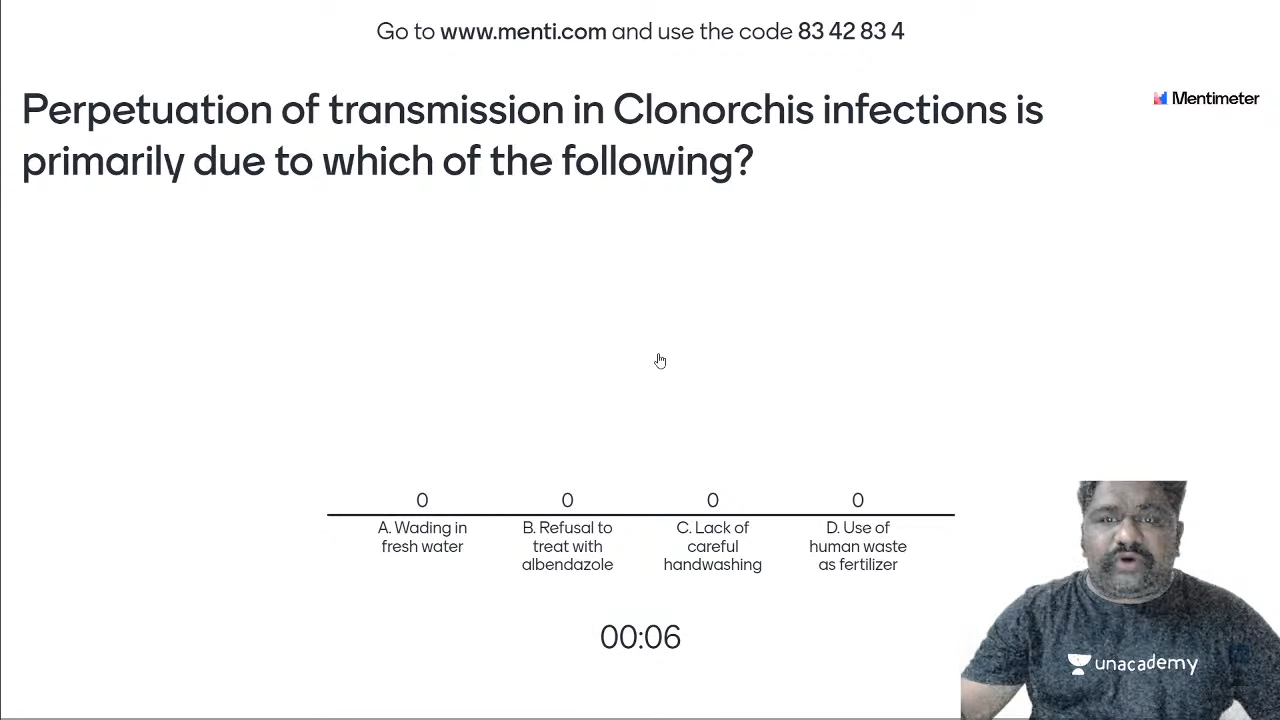 Go to www.menti.com and use the code 83 42 83 4
Perpetuation of transmission in Clonorchis infections is
primarily due to which of the following?
Mentimeter
0 0 0 0
A. Wading in
fresh water
B. Refusal to
treat with
albendazole
C. Lack of
careful
handwashing
D. Use of
human waste
as fertilizer
00:06
unacademy